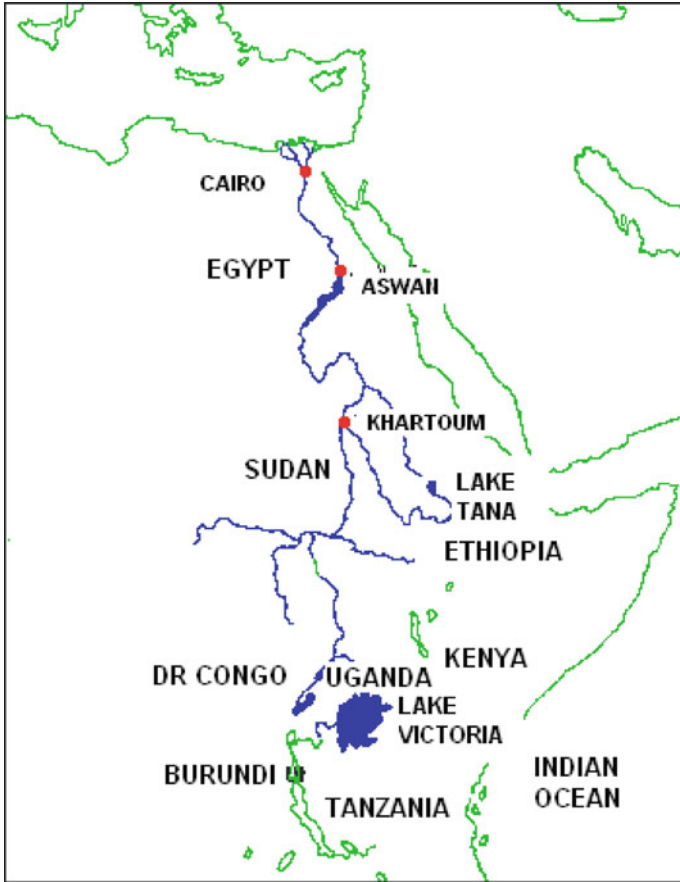 CAIRO
EGYPT
ASWAN
KHARTOUM
SUDAN
LAKE
TANA
ETHIOPIA
KENYA
DR CONGO
UGANDA
LAKE
VICTORIA
BURUNDI
TANZANIA
INDIAN
OCEAN